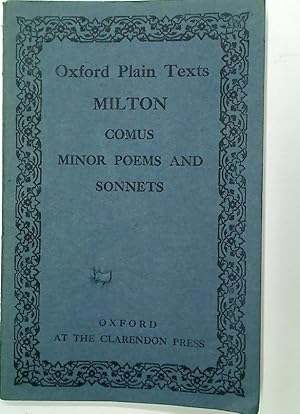 Oxford Plain Texts
MILTON
COMUS
MINOR POEMS AND
SONNETS
OXFORD
AT THE CLARENDON PRESS